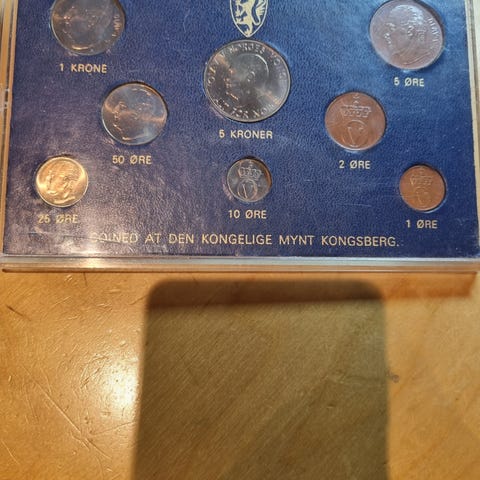 1 KRONE
5 ØRE
5 KRONER
50 ØRE
2 ØRE
25 ØRE
10 ØRE
1 ØRE
COINED AT DEN KONGELIGE MYNT KONGSBERG.